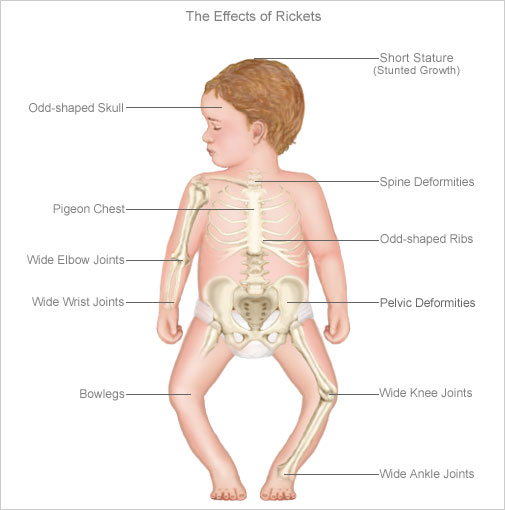 The Effects of Rickets
Short Stature
(Stunted Growth)
Odd-shaped Skull
Spine Deformities
Pigeon Chest
Odd-shaped Ribs
Wide Elbow Joints
Wide Wrist Joints
Pelvic Deformities
Bowlegs
Wide Knee Joints
Wide Ankle Joints